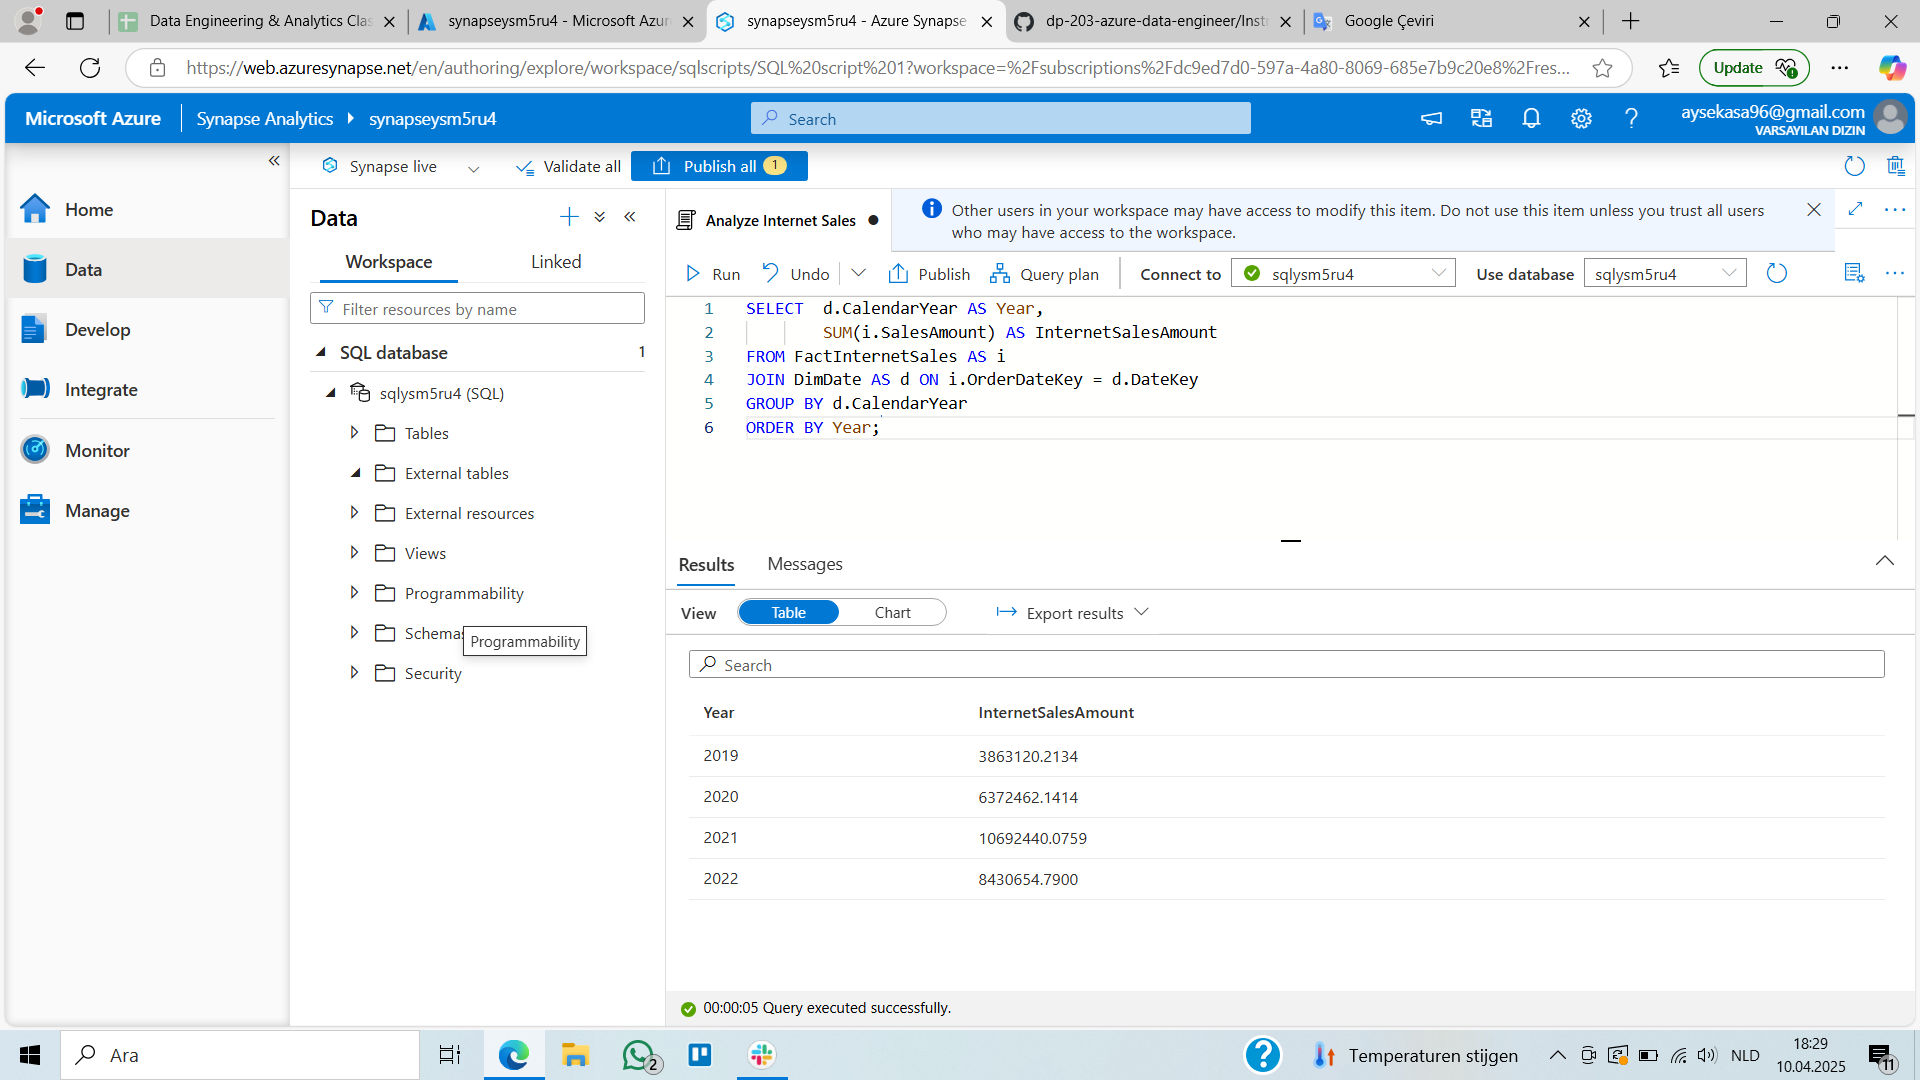 Data Engineering & Analytics Clas
synapseysm5ru4 - Microsoft Azur
synapseysm5ru4 - Azure Synapse
dp-203-azure-data-engineer/Inst
Google Çeviri
https://web.azuresynapse.net/en/authoring/explore/workspace/sqlscripts/SQL%20script%201?workspace=%2Fsubscriptions%2Fdc9ed7d0-597a-4a80-8069-685e7b9c20e8%2Fres...
Update
Microsoft Azure
Synapse Analytics
synapseysm5ru4
Search
aysekasa96@gmail.com
VARSAYILAN DIZIN
Synapse live
Validate all
Publish all 1
Home
Data
Develop
Integrate
Monitor
Manage
Data
Workspace
Linked
Filter resources by name
SQL database 1
sqlysm5ru4 (SQL)
Tables
External tables
External resources
Views
Programmability
Schemas
Programmability
Security
Analyze Internet Sales
Other users in your workspace may have access to modify this item. Do not use this item unless you trust all users
who may have access to the workspace.
Run
Undo
Publish
Query plan
Connect to
sqlysm5ru4
Use database
sqlysm5ru4
1 SELECT d.CalendarYear AS Year,
2 SUM(i.SalesAmount) AS InternetSalesAmount
3 FROM FactInternetSales AS i
4 JOIN DimDate AS d ON i.OrderDateKey = d.DateKey
5 GROUP BY d.CalendarYear
6 ORDER BY Year;
Results
Messages
View
Table
Chart
Export results
Search
Year InternetSalesAmount
2019 3863120.2134
2020 6372462.1414
2021 10692440.0759
2022 8430654.7900
00:00:05 Query executed successfully.
Ara
2
Temperaturen stijgen
NLD
18:29
10.04.2025
11